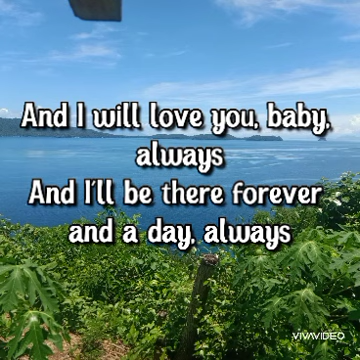 And I will love you, baby,
always
And I'll be there forever
and a day, always
VIVAVIDEO